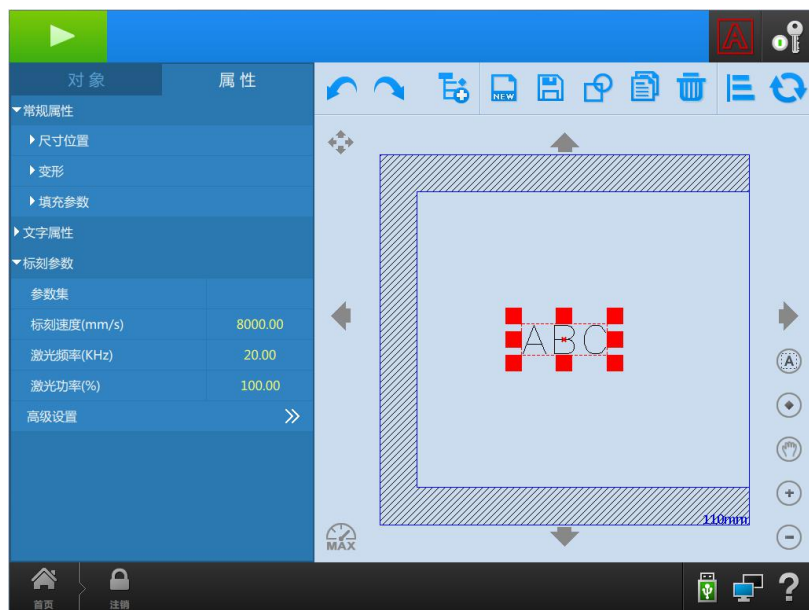 对象
属性
NEW
常规属性
尺寸位置
变形
填充参数
文字属性
标刻参数
参数集
标刻速度(mm/s) 8000.00
激光频率(KHz) 20.00
激光功率(%) 100.00
高级设置
ABC
A
A
110mm
MAX
首页
注销